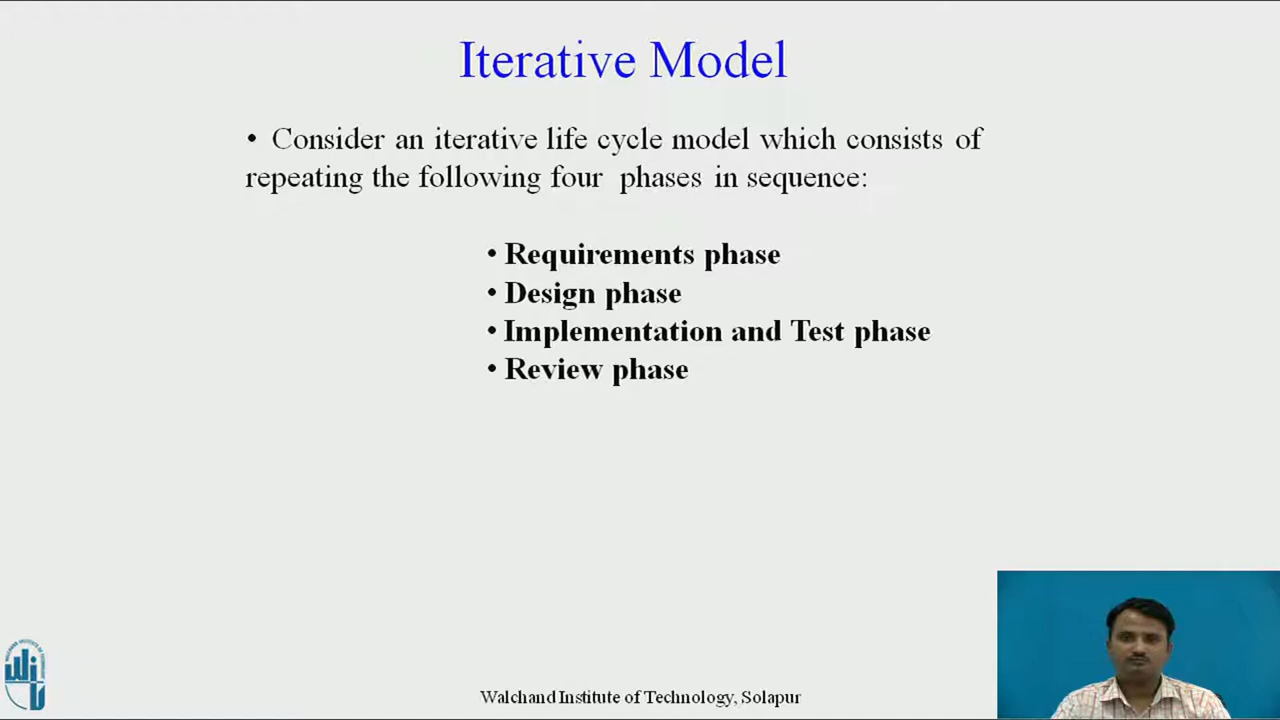 Iterative Model
• Consider an iterative life cycle model which consists of
repeating the following four phases in sequence:
• Requirements phase
• Design phase
• Implementation and Test phase
• Review phase
Walchand Institute of Technology, Solapur